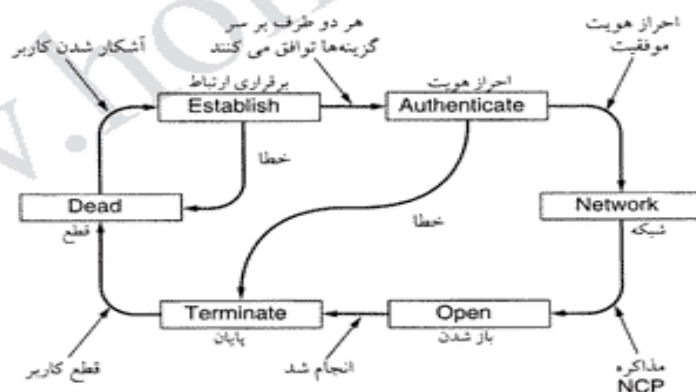 آشکار شدن کاربر
هر دو طرف بر سر
گزینه‌ها توافق می کنند
احراز هویت
موفقیت
برقراری ارتباط
Establish
احراز هویت
Authenticate
خطا
خطا
Dead
قطع
Network
شبکه
Terminate
پایان
Open
باز شدن
قطع کاربر
انجام شد
مذاکره
NCP